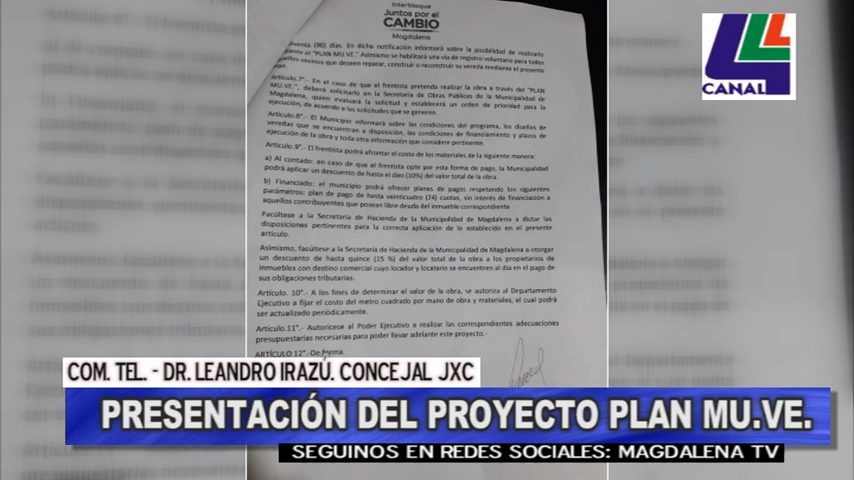 Interbloque
Juntos por el
CAMBIO
Magdalena
(90) días. En dicha notificación informará sobre la posibilidad de realizarlo
el "PLAN MU.VE." Asimismo se habilitará una vía de registro voluntario para todos
aquellos vecinos que deseen reparar, construir o reconstruir su vereda mediante el presente
plan.
Artículo.7°.- En el caso de que el frentista pretenda realizar la obra a través del "PLAN
MU.VE.", deberá solicitarlo en la Secretaría de Obras Públicas de la Municipalidad de
Magdalena, quien evaluará la solicitud y establecerá un orden de prioridad para la
ejecución, de acuerdo a las solicitudes que se generen.
Artículo.8°.- El Municipio informará sobre las condiciones del programa, los diseños de
veredas que se encuentran a disposición, las condiciones de financiamiento y plazos de
ejecución de la obra y toda otra información que considere pertinente.
Artículo.9°.- El frentista podrá afrontar el costo de los materiales de la siguiente manera:
a) Al contado: en caso de que el frentista opte por esta forma de pago, la Municipalidad
podrá aplicar un descuento de hasta el diez (10%) del valor total de la obra.
b) Financiado: el municipio podrá ofrecer planes de pagos respetando los siguientes
parámetros: plan de pago de hasta veinticuatro (24) cuotas, sin interés de financiación a
aquellos contribuyentes que posean libre deuda del inmueble correspondiente
Facúltese a la Secretaría de Hacienda de la Municipalidad de Magdalena a dictar las
disposiciones pertinentes para la correcta aplicación de lo establecido en el presente
artículo.
Asimismo, facúltese a la Secretaría de Hacienda de la Municipalidad de Magdalena a otorgar
un descuento de hasta quince (15 %) del valor total de la obra a los propietarios de
inmuebles con destino comercial cuyo locador y locatario se encuentren al día en el pago de
sus obligaciones tributarias.
Artículo. 10°.- A los fines de determinar el valor de la obra, se autoriza al Departamento
Ejecutivo a fijar el costo del metro cuadrado por mano de obra y materiales, el cual podrá
ser actualizado periódicamente.
Artículo.11°.- Autorícese al Poder Ejecutivo a realizar las correspondientes adecuaciones
presupuestarias necesarias para poder llevar adelante este proyecto.-
ARTÍCULO 12°.-De forma.
CANAL 4
COM. TEL. - DR. LEANDRO IRAZÚ. CONCEJAL JXC
PRESENTACIÓN DEL PROYECTO PLAN MU.VE.
SEGUINOS EN REDES SOCIALES: MAGDALENA TV